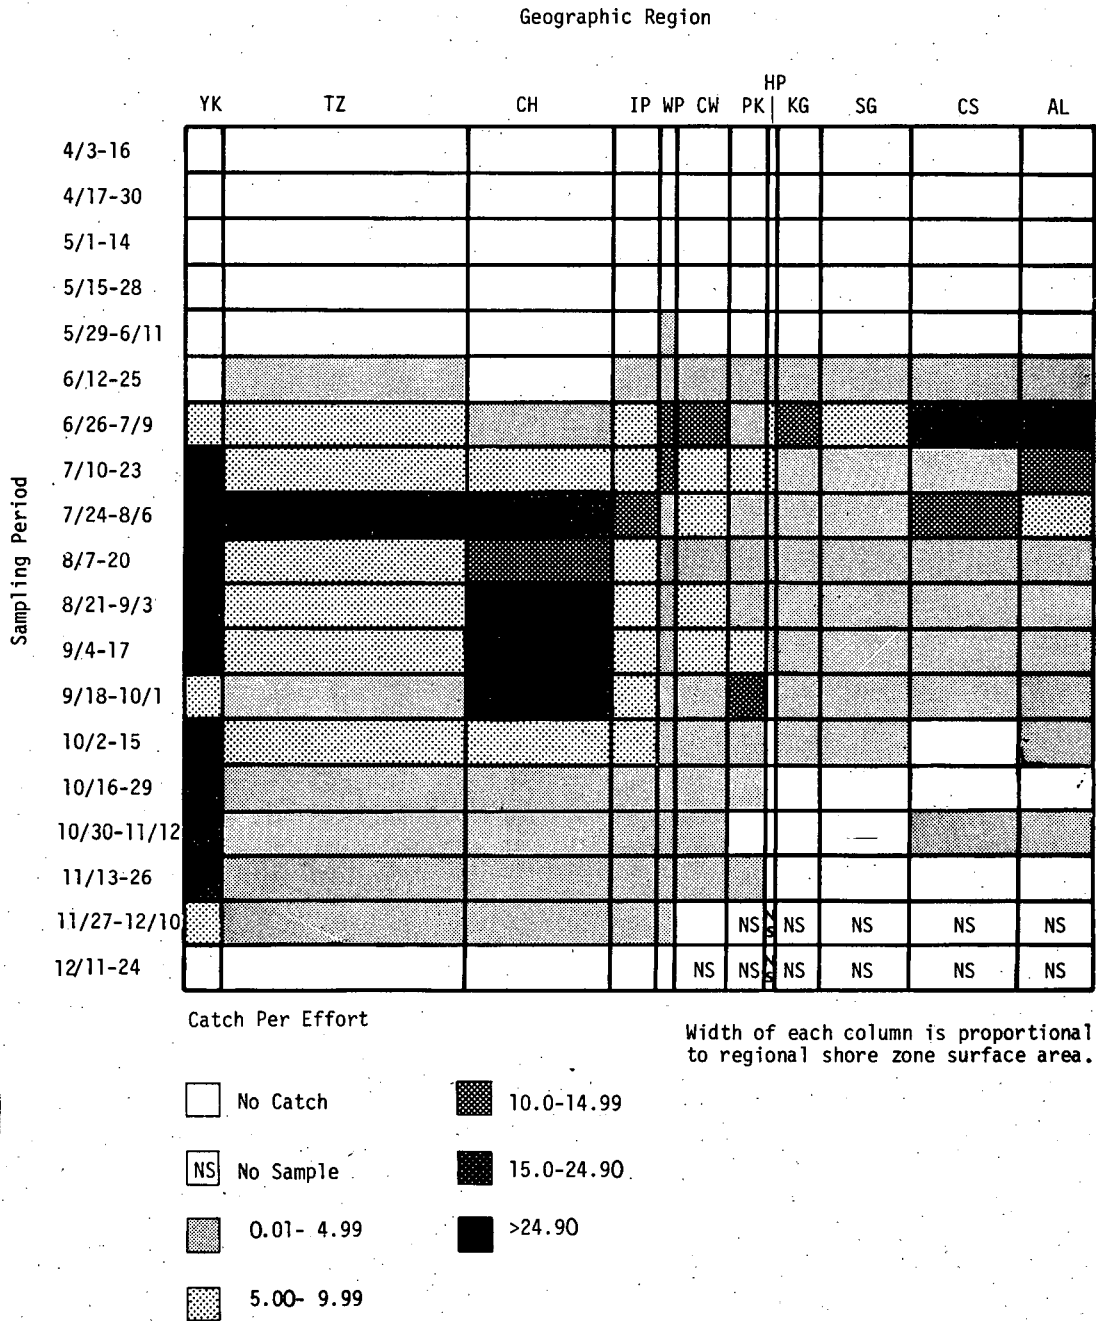 Geographic Region
HP
YK TZ CH IP WP CW PK KG SG CS AL
4/3-16
4/17-30
5/1-14
5/15-28
5/29-6/11
6/12-25
6/26-7/9
7/10-23
7/24-8/6
8/7-20
8/21-9/3
9/4-17
9/18-10/1
10/2-15
10/16-29
10/30-11/12
11/13-26
11/27-12/10 NS NS NS NS NS NS
12/11-24 NS NS NS NS NS NS NS
Sampling Period
Catch Per Effort
Width of each column is proportional
to regional shore zone surface area.
No Catch
NS No Sample
0.01- 4.99
5.00- 9.99
10.0-14.99
15.0-24.90
>24.90